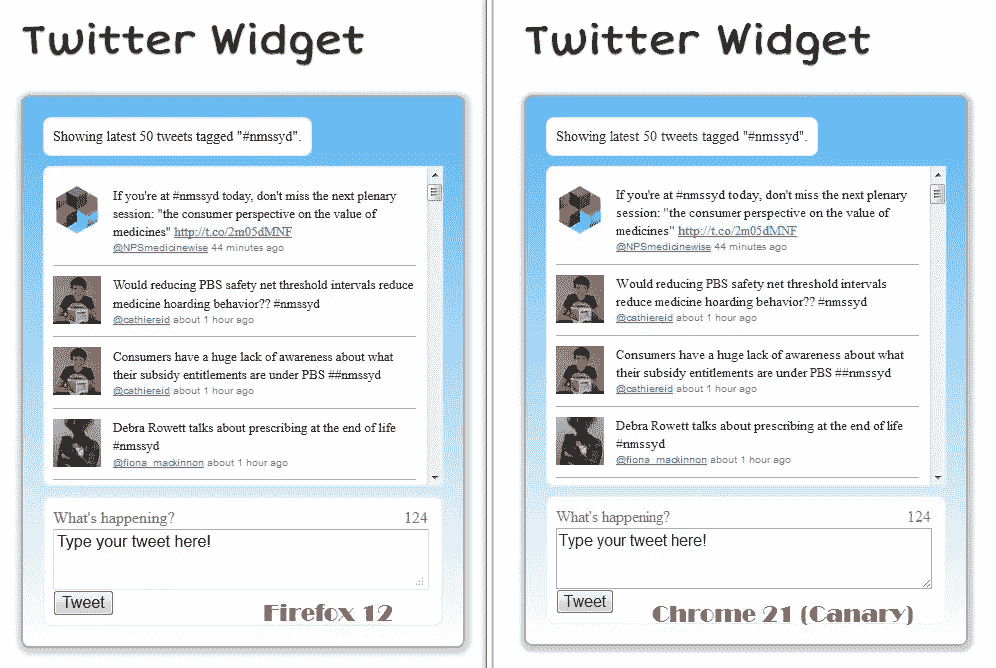 Twitter Widget
Showing latest 50 tweets tagged "#nmssyd".
If you're at #nmssyd today, don't miss the next plenary
session: "the consumer perspective on the value of
medicines" http://t.co/2m05dMNF
@NPSmedicinewise 44 minutes ago
Would reducing PBS safety net threshold intervals reduce
medicine hoarding behavior?? #nmssyd
@cathiereid about 1 hour ago
Consumers have a huge lack of awareness about what
their subsidy entitlements are under PBS ##nmssyd
@cathiereid about 1 hour ago
Debra Rowett talks about prescribing at the end of life
#nmssyd
@fiona_mackinnon about 1 hour ago
What's happening? 124
Type your tweet here!
Tweet
Firefox 12
Twitter Widget
Showing latest 50 tweets tagged "#nmssyd".
If you're at #nmssyd today, don't miss the next plenary
session: "the consumer perspective on the value of
medicines" http://t.co/2m05dMNF
@NPSmedicinewise 44 minutes ago
Would reducing PBS safety net threshold intervals
reduce medicine hoarding behavior?? #nmssyd
@cathiereid about 1 hour ago
Consumers have a huge lack of awareness about what
their subsidy entitlements are under PBS ##nmssyd
@cathiereid about 1 hour ago
Debra Rowett talks about prescribing at the end of life
#nmssyd
@fiona_mackinnon about 1 hour ago
What's happening? 124
Type your tweet here!
Tweet
Chrome 21 (Canary)